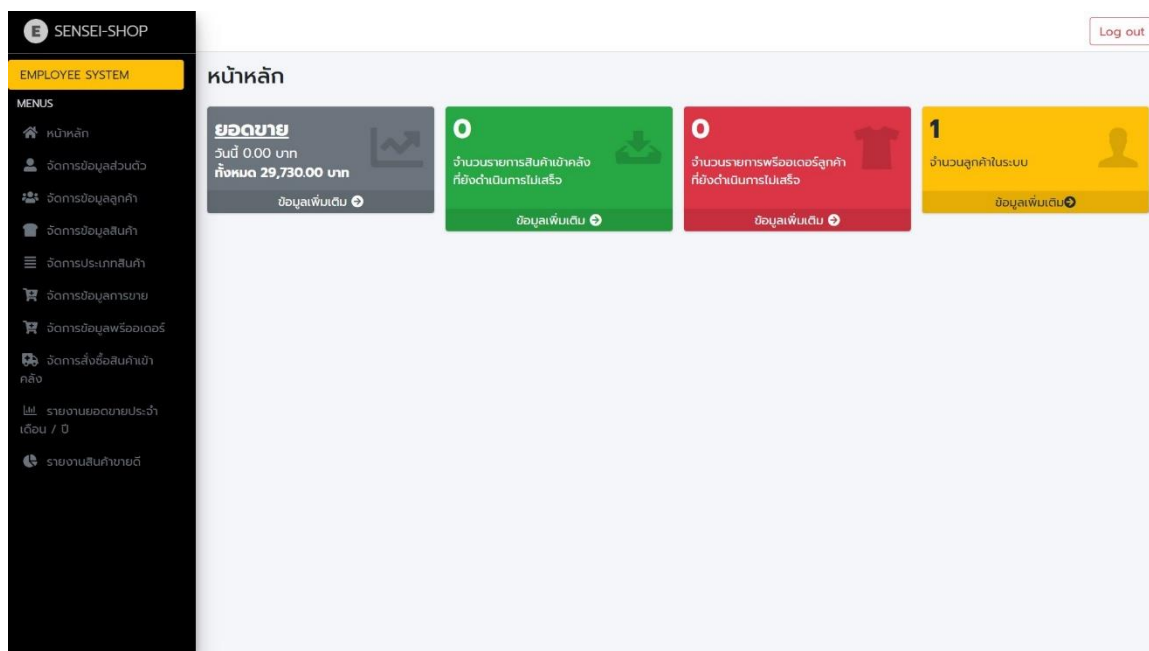 E SENSEI-SHOP
Log out
EMPLOYEE SYSTEM
MENUS
หน้าหลัก
จัดการข้อมูลส่วนตัว
จัดการข้อมูลลูกค้า
จัดการข้อมูลสินค้า
จัดการประเภทสินค้า
จัดการข้อมูลการขาย
จัดการข้อมูลพรีออเดอร์
จัดการสั่งซื้อสินค้าเข้า
คลัง
รายงานยอดขายประจำ
เดือน / ปี
รายงานสินค้าขายดี
หน้าหลัก
ยอดขาย
วันนี้ 0.00 บาท
ทั้งหมด 29,730.00 บาท
ข้อมูลเพิ่มเติม
0
จำนวนรายการสินค้าเข้าคลัง
ที่ยังดำเนินการไม่เสร็จ
ข้อมูลเพิ่มเติม
0
จำนวนรายการพรีออเดอร์ลูกค้า
ที่ยังดำเนินการไม่เสร็จ
ข้อมูลเพิ่มเติม
1
จำนวนลูกค้าในระบบ
ข้อมูลเพิ่มเติม